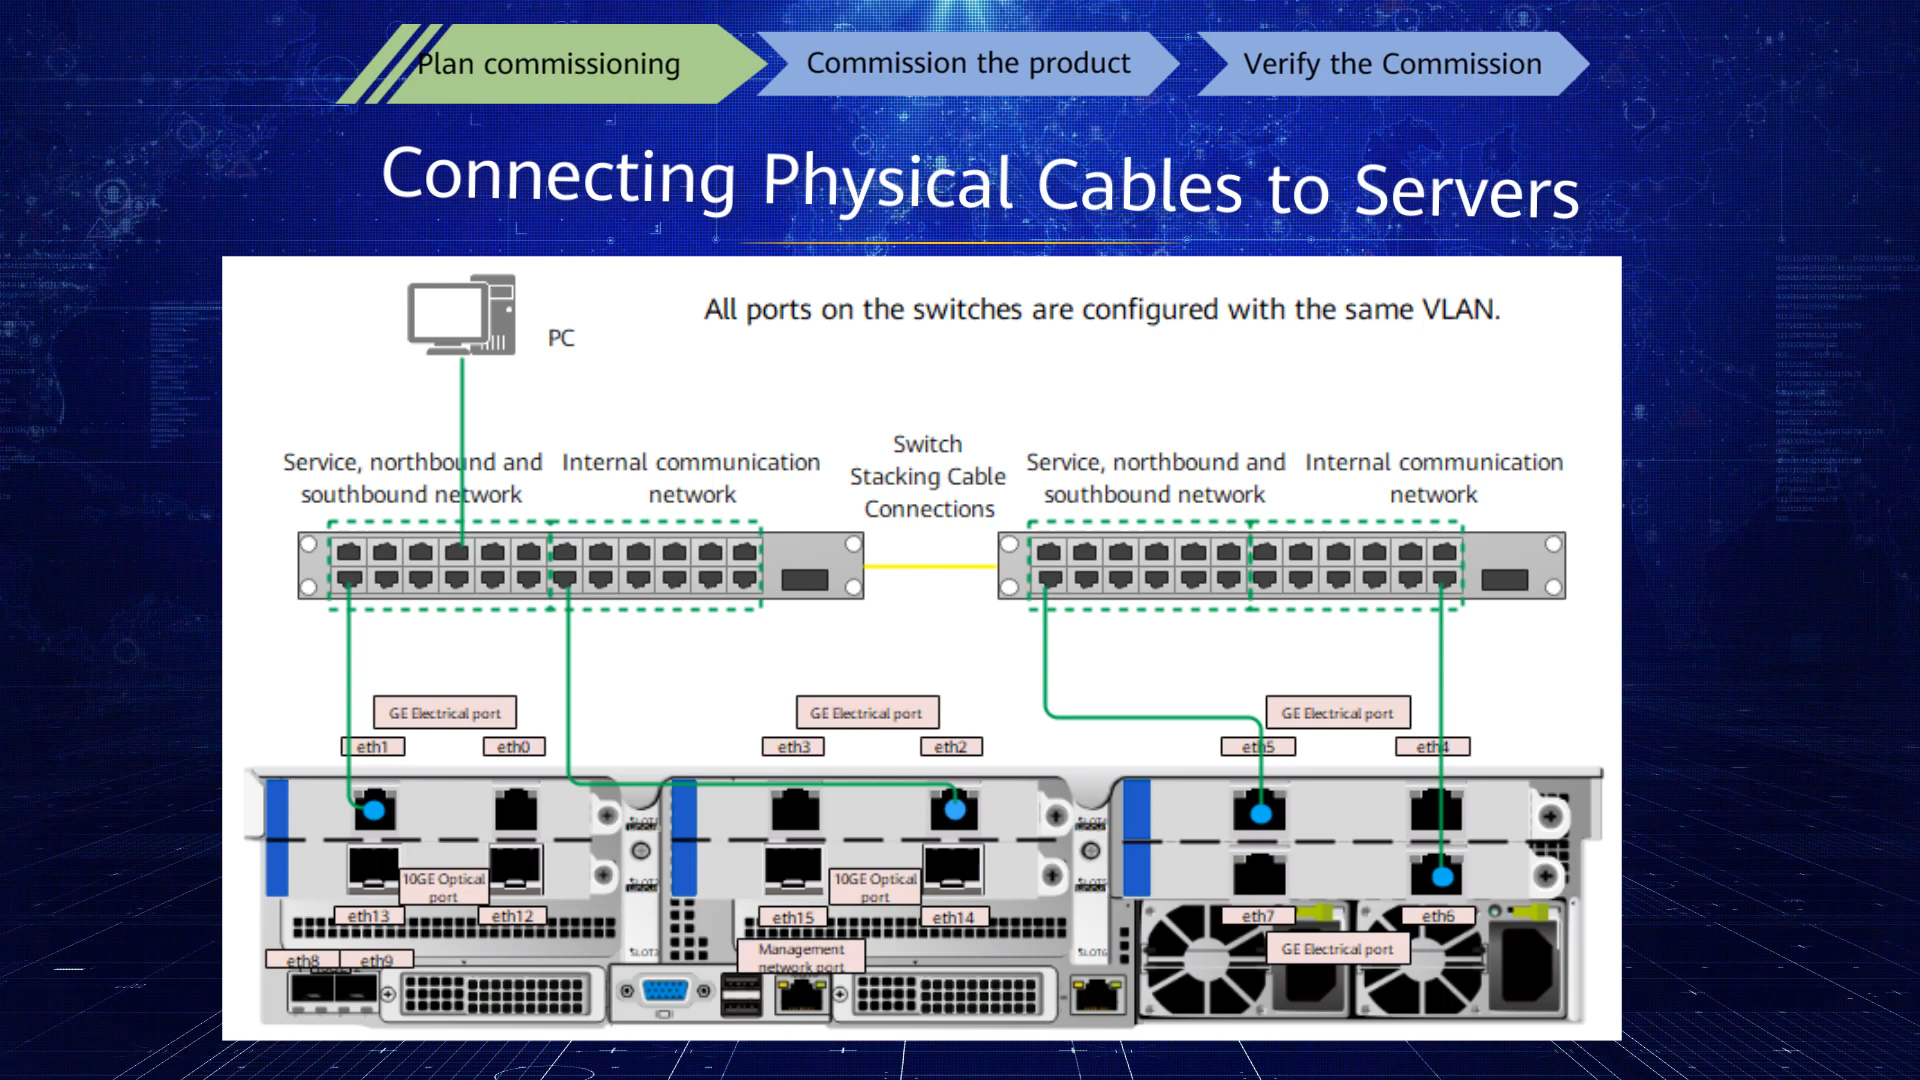 Plan commissioning
Commission the product
Verify the Commission
Connecting Physical Cables to Servers
All ports on the switches are configured with the same VLAN.
PC
Service, northbound and
southbound network
Internal communication
network
Switch
Stacking Cable
Connections
Service, northbound and
southbound network
Internal communication
network
GE Electrical port
GE Electrical port
GE Electrical port
eth1
eth0
eth3
eth2
eth5
eth4
10GE Optical
port
10GE Optical
port
eth13
eth12
eth15
eth14
eth7
eth6
Management
network port
GE Electrical port
eth8
eth9